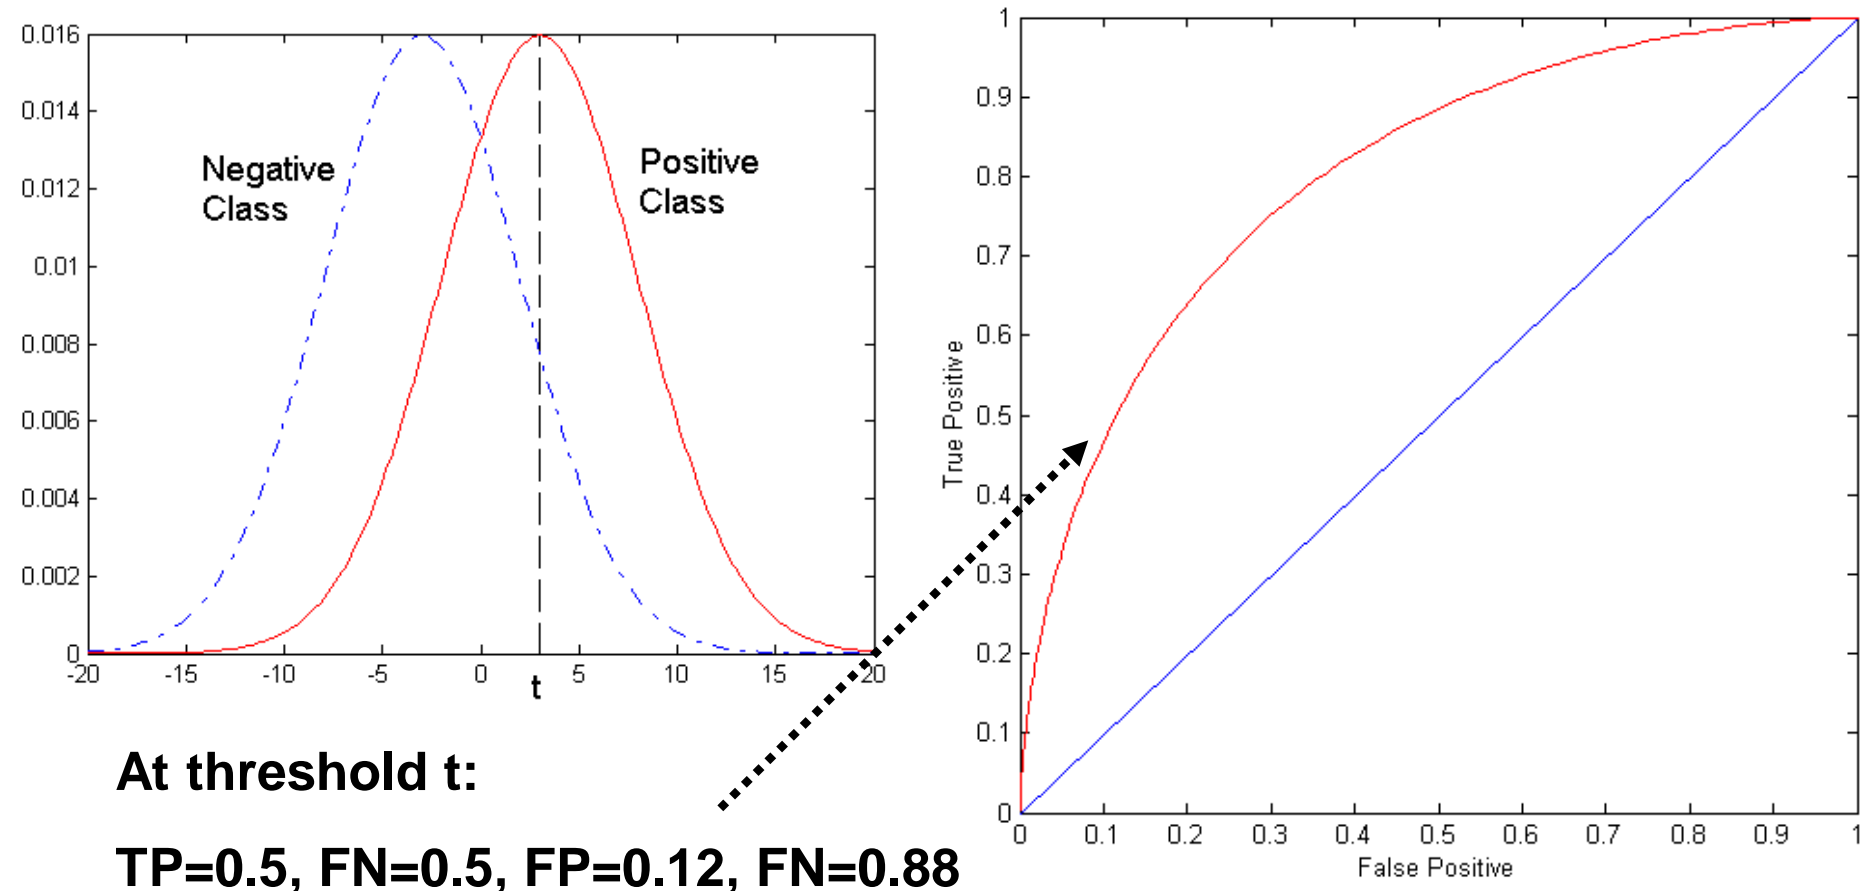 0.016
0.014
0.012
0.01
0.008
0.006
0.004
0.002
0
-20 -15 -10 -5 0 5 10 15 20
t
Negative
Class
Positive
Class
At threshold t:
TP=0.5, FN=0.5, FP=0.12, FN=0.88
1
0.9
0.8
0.7
0.6
0.5
0.4
0.3
0.2
0.1
0
True Positive
0 0.1 0.2 0.3 0.4 0.5 0.6 0.7 0.8 0.9 1
False Positive